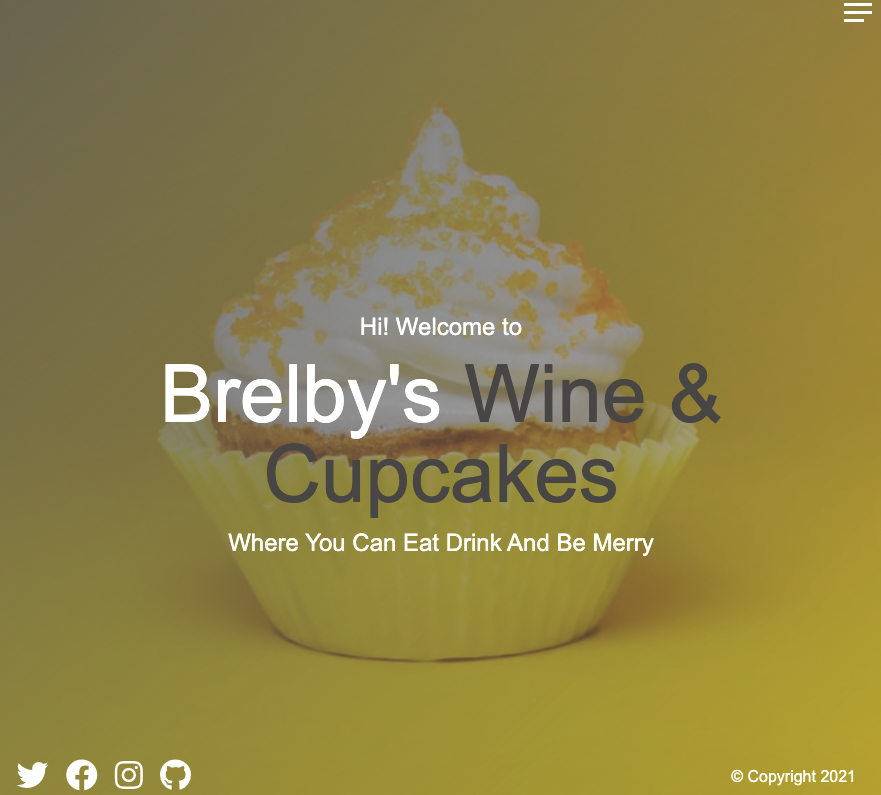 Hi! Welcome to
Brelby's Wine &
Cupcakes
Where You Can Eat Drink And Be Merry
© Copyright 2021